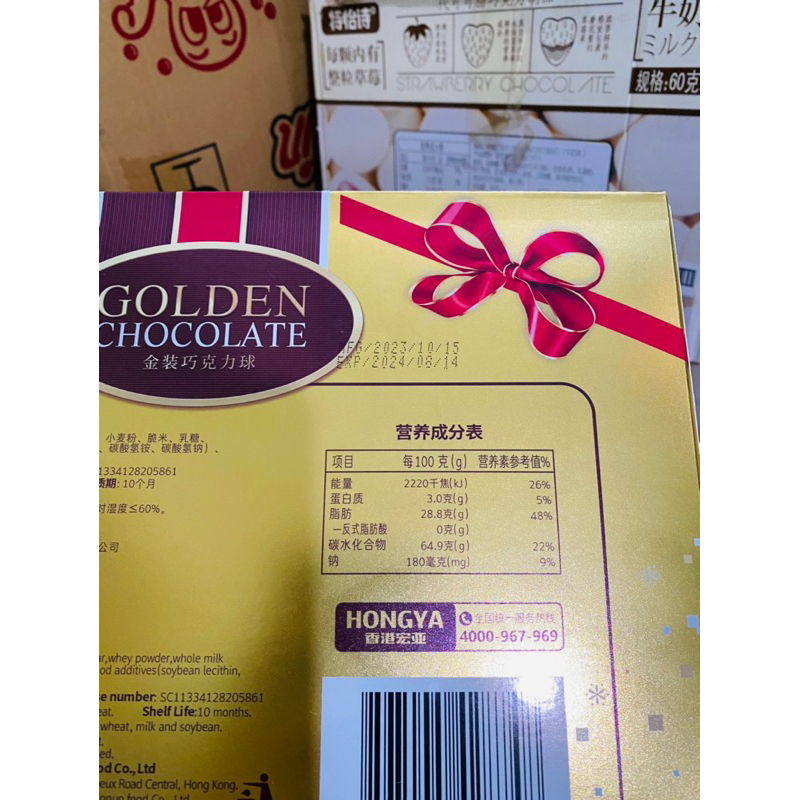 特怡诗
每颗内有
整粒草莓
STRAWBERRY CHOCOLATE
牛奶
ミルク
规格:60克
GOLDEN
CHOCOLATE
金装巧克力球
MFG/2023/10/15
EXP/2024/08/14
小麦粉、脆米、乳糖、
、碳酸氢铵、碳酸氢钠）、
1334128205861
质期: 10个月
对湿度≤60%。
公司
营养成分表
项目 每100克(g) 营养素参考值%
能量 2220千焦(kJ) 26%
蛋白质 3.0克(g) 5%
脂肪 28.8克(g) 48%
—反式脂肪酸 0克(g)
碳水化合物 64.9克(g) 22%
钠 180毫克(mg) 9%
HONGYA
香港宏亚
全国统一服务热线
4000-967-969
r,whey powder,whole milk
od additives(soybean lecithin,
e number: SC11334128205861
eat. Shelf Life:10 months.
wheat, milk and soybean.
t.
ed.
od Co.,Ltd
eux Road Central, Hong Kong.